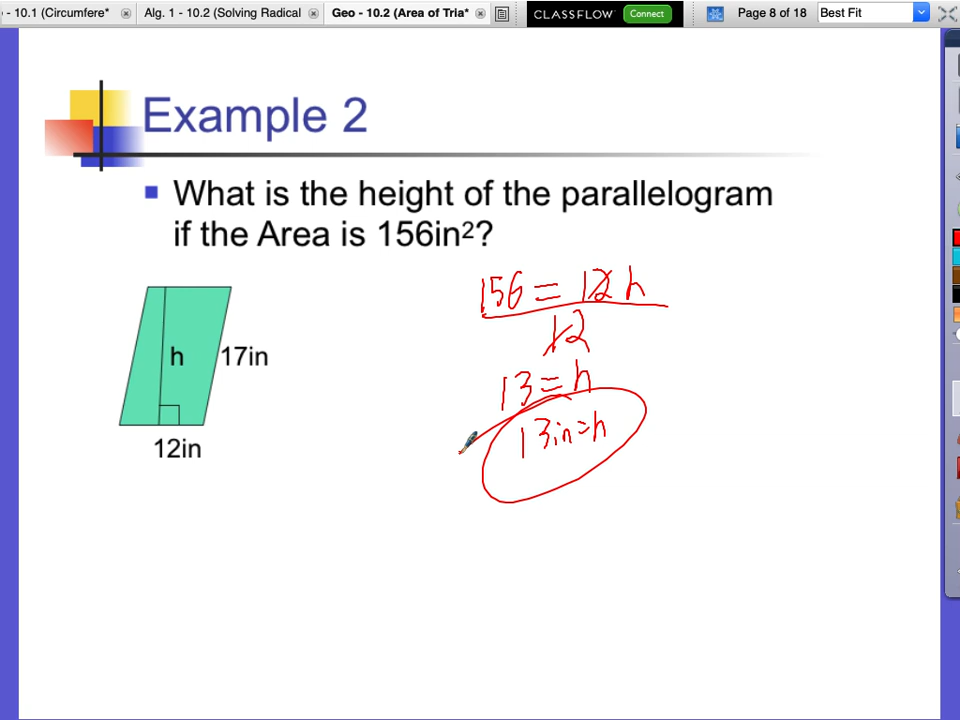 - 10.1 (Circumfere* Alg. 1 - 10.2 (Solving Radical Geo - 10.2 (Area of Tria* CLASSFLOW Connect Page 8 of 18 Best Fit
Example 2
What is the height of the parallelogram
if the Area is 156in²?
156 = 12h
12
h 17in
13 = h
13in=h
12in